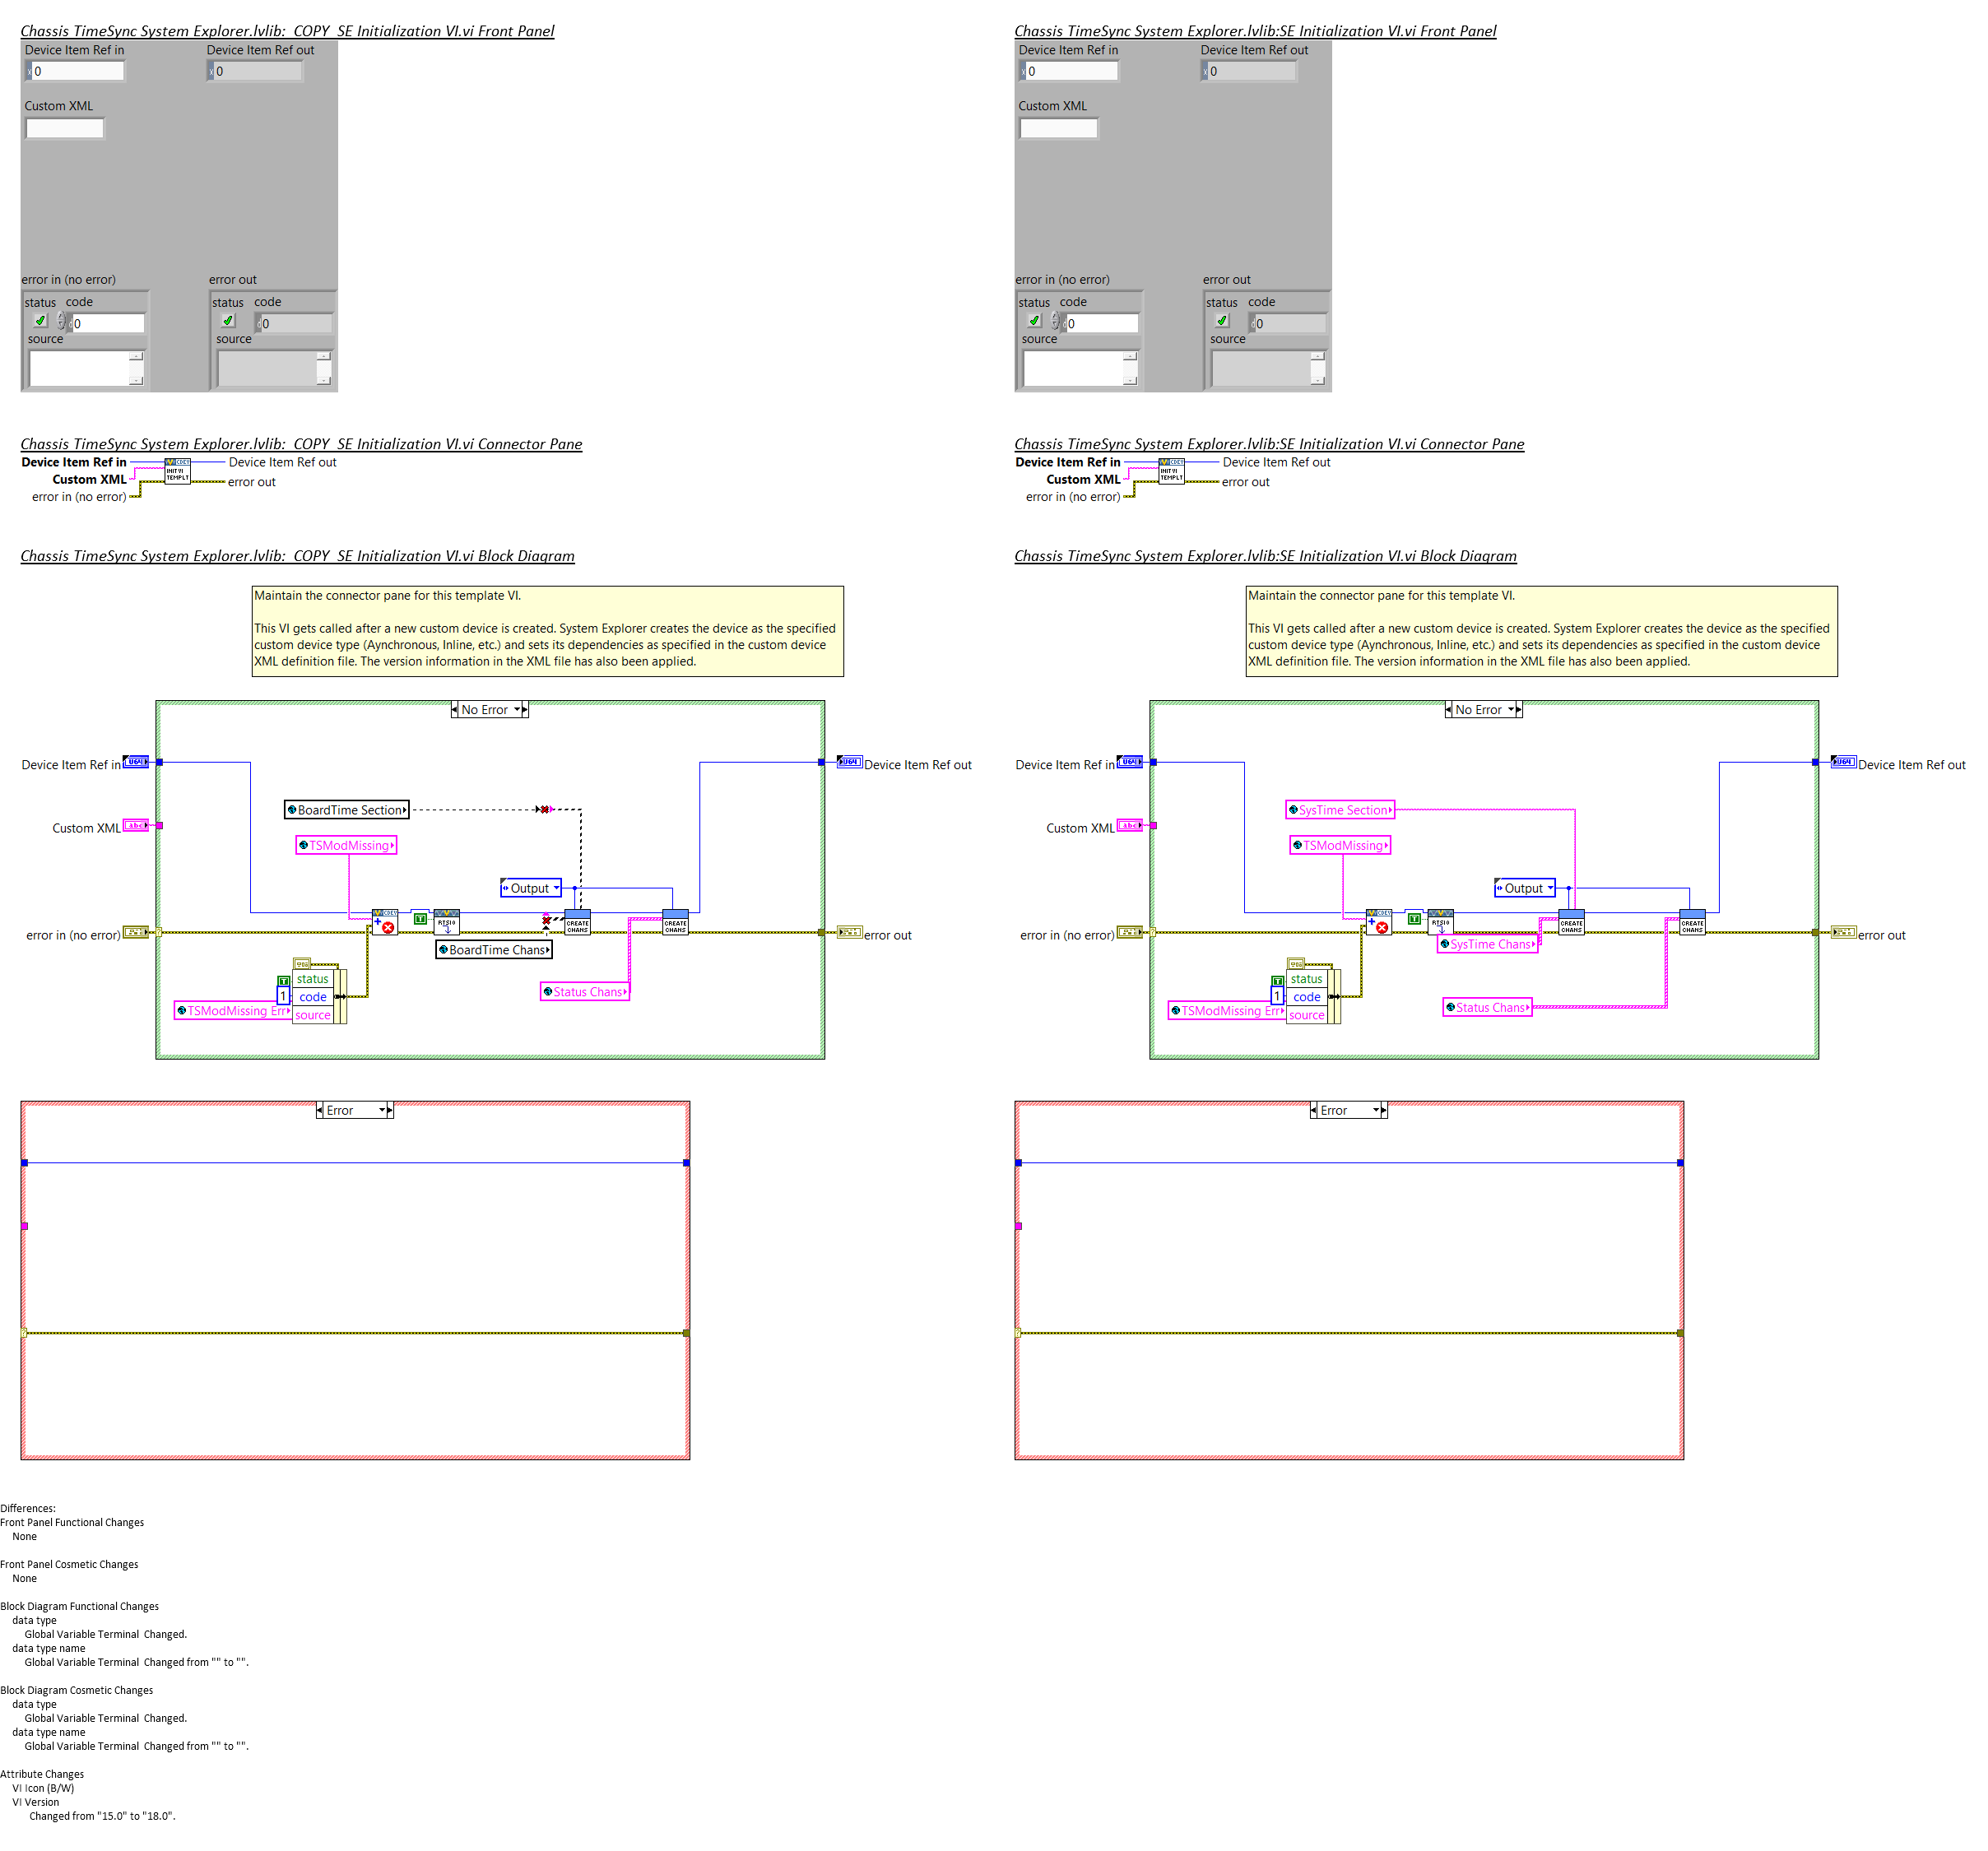 Chassis TimeSync System Explorer.lvlib:_COPY_SE Initialization VI.vi Front Panel
Device Item Ref in
Device Item Ref out
x 0
x 0
Custom XML
error in (no error)
error out
status code
status code
d 0
d 0
source
source
Chassis TimeSync System Explorer.lvlib:SE Initialization VI.vi Front Panel
Device Item Ref in
Device Item Ref out
x 0
x 0
Custom XML
error in (no error)
error out
status code
status code
d 0
d 0
source
source
Chassis TimeSync System Explorer.lvlib:_COPY_SE Initialization VI.vi Connector Pane
Device Item Ref in
Custom XML
error in (no error)
CDEV
INIT VI
TEMPLT
Device Item Ref out
error out
Chassis TimeSync System Explorer.lvlib:SE Initialization VI.vi Connector Pane
Device Item Ref in
Custom XML
error in (no error)
CDEV
INIT VI
TEMPLT
Device Item Ref out
error out
Chassis TimeSync System Explorer.lvlib:_COPY_SE Initialization VI.vi Block Diagram
Maintain the connector pane for this template VI.
This VI gets called after a new custom device is created. System Explorer creates the device as the specified
custom device type (Aynchronous, Inline, etc.) and sets its dependencies as specified in the custom device
XML definition file. The version information in the XML file has also been applied.
No Error
Device Item Ref in
U64
U64
Device Item Ref out
BoardTime Section
Custom XML
abc
TSModMissing
Output
CDEV
T
RTSIO
CREATE
CHANS
CREATE
CHANS
error in (no error)
error out
BoardTime Chans
T
status
1
code
Status Chans
TSModMissing Err
source
Error
Chassis TimeSync System Explorer.lvlib:SE Initialization VI.vi Block Diagram
Maintain the connector pane for this template VI.
This VI gets called after a new custom device is created. System Explorer creates the device as the specified
custom device type (Aynchronous, Inline, etc.) and sets its dependencies as specified in the custom device
XML definition file. The version information in the XML file has also been applied.
No Error
Device Item Ref in
U64
U64
Device Item Ref out
SysTime Section
Custom XML
abc
TSModMissing
Output
CDEV
T
RTSIO
CREATE
CHANS
CREATE
CHANS
error in (no error)
error out
SysTime Chans
T
status
1
code
Status Chans
TSModMissing Err
source
Error
Differences:
Front Panel Functional Changes
None
Front Panel Cosmetic Changes
None
Block Diagram Functional Changes
data type
Global Variable Terminal  Changed.
data type name
Global Variable Terminal  Changed from "" to "".
Block Diagram Cosmetic Changes
data type
Global Variable Terminal  Changed.
data type name
Global Variable Terminal  Changed from "" to "".
Attribute Changes
VI Icon (B/W)
VI Version
Changed from "15.0" to "18.0".